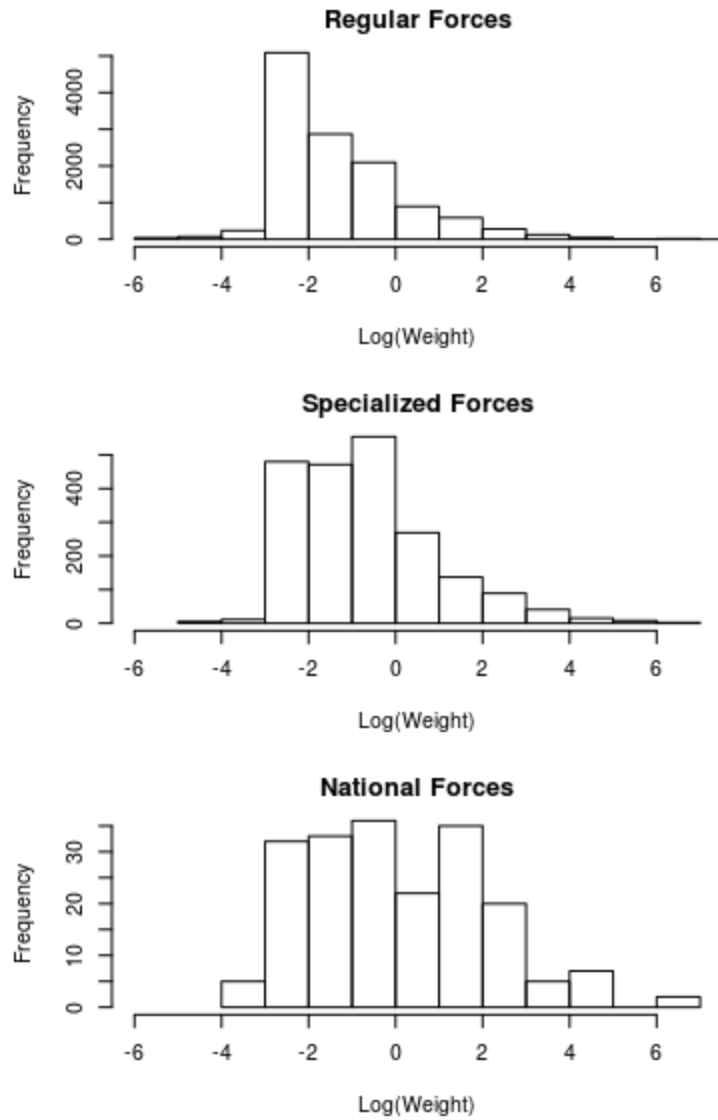 Regular Forces
Frequency
0 2000 4000
-6 -4 -2 0 2 4 6
Log(Weight)
Specialized Forces
Frequency
0 200 400
-6 -4 -2 0 2 4 6
Log(Weight)
National Forces
Frequency
0 10 20 30
-6 -4 -2 0 2 4 6
Log(Weight)